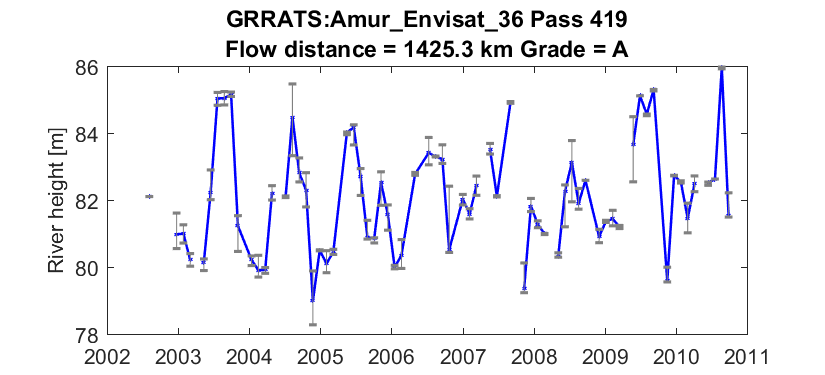 GRRATS:Amur_Envisat_36 Pass 419
Flow distance = 1425.3 km Grade = A
River height [m]
86
84
82
80
78
2002 2003 2004 2005 2006 2007 2008 2009 2010 2011